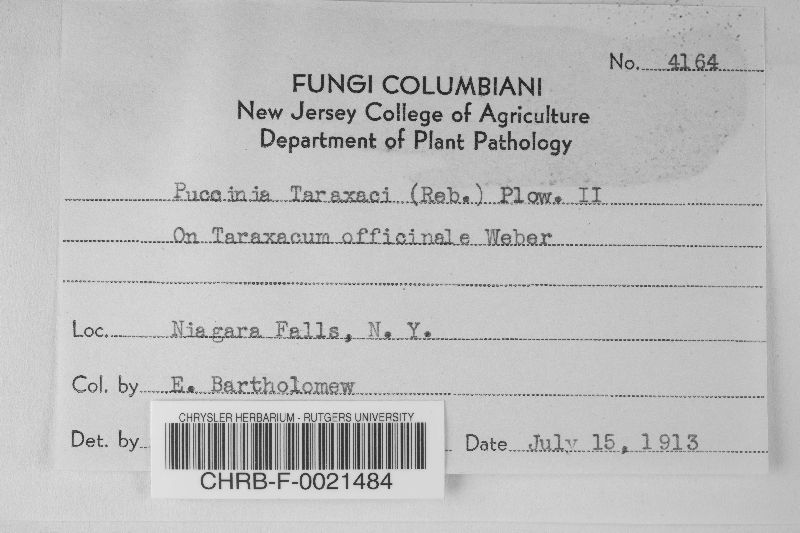 No. 4164
FUNGI COLUMBIANI
New Jersey College of Agriculture
Department of Plant Pathology
Puccinia Taraxaci (Reb.) Plow. II
On Taraxacum officinale Weber
Loc. Niagara Falls, N. Y.
Col. by E. Bartholomew
Det. by
Date July 15, 1913
CHRYSLER HERBARIUM - RUTGERS UNIVERSITY
CHRB-F-0021484